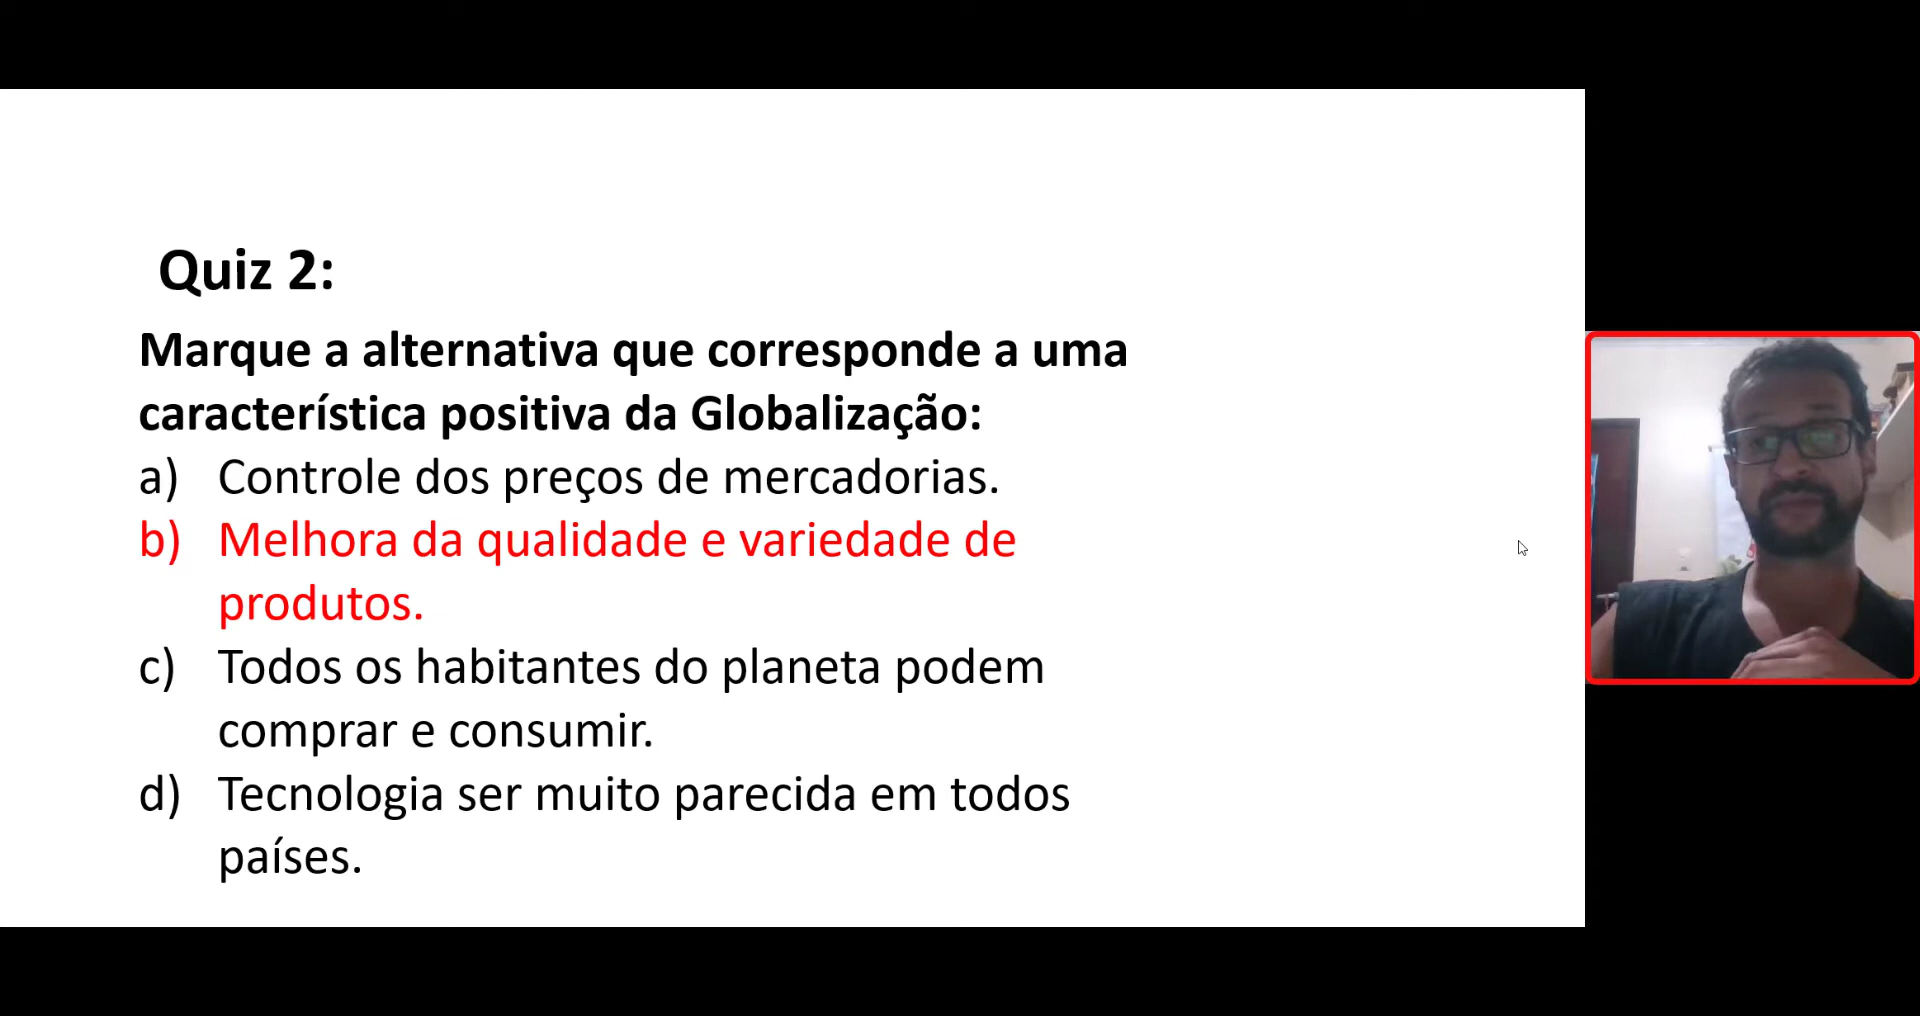 Quiz 2:
Marque a alternativa que corresponde a uma
característica positiva da Globalização:
a) Controle dos preços de mercadorias.
b) Melhora da qualidade e variedade de
produtos.
c) Todos os habitantes do planeta podem
comprar e consumir.
d) Tecnologia ser muito parecida em todos
países.